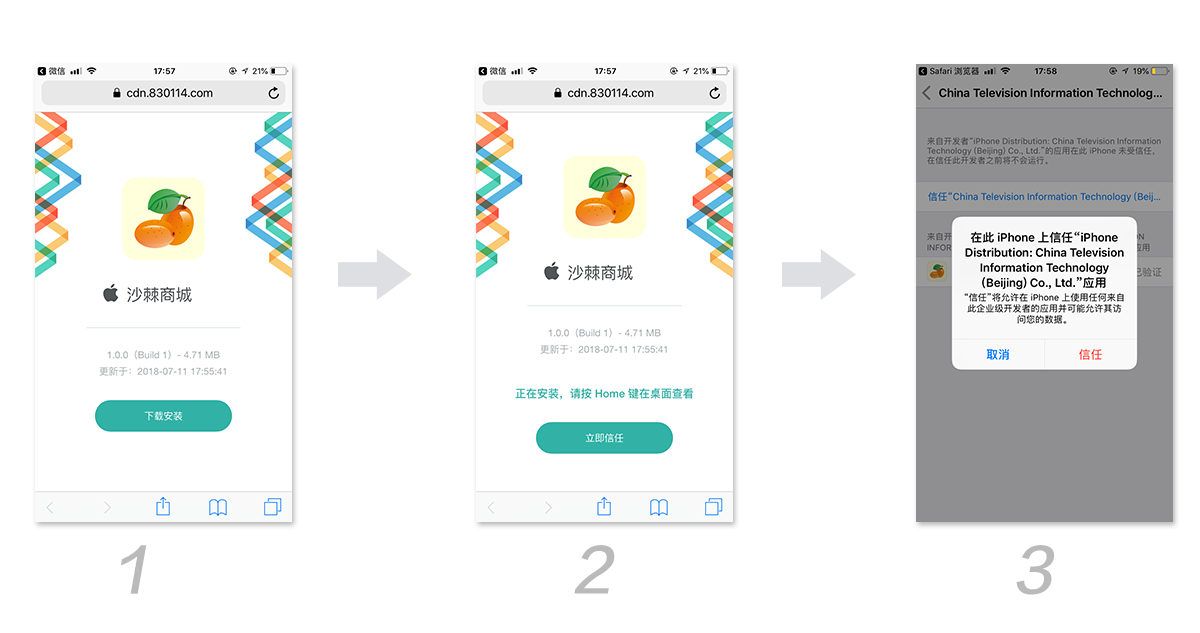 微信 17:57 21%
cdn.830114.com
沙棘商城
1.0.0（Build 1）- 4.71 MB
更新于：2018-07-11 17:55:41
下载安装
1
微信 17:57 21%
cdn.830114.com
沙棘商城
1.0.0（Build 1）- 4.71 MB
更新于：2018-07-11 17:55:41
正在安装，请按 Home 键在桌面查看
立即信任
2
Safari 浏览器 17:58 19%
China Television Information Technolog...
来自开发者“iPhone Distribution: China Television Information
Technology (Beijing) Co., Ltd.”的应用在此 iPhone 未受信任，
在信任此开发者之前将不会运行。
信任“China Television Information Technology (Beij...
来自开
ON
INFOR
应用
已验证
在此 iPhone 上信任“iPhone
Distribution: China Television
Information Technology
(Beijing) Co., Ltd.”应用
“信任”将允许在 iPhone 上使用任何来自
此企业级开发者的应用并可能允许其访
问您的数据。
取消 信任
3